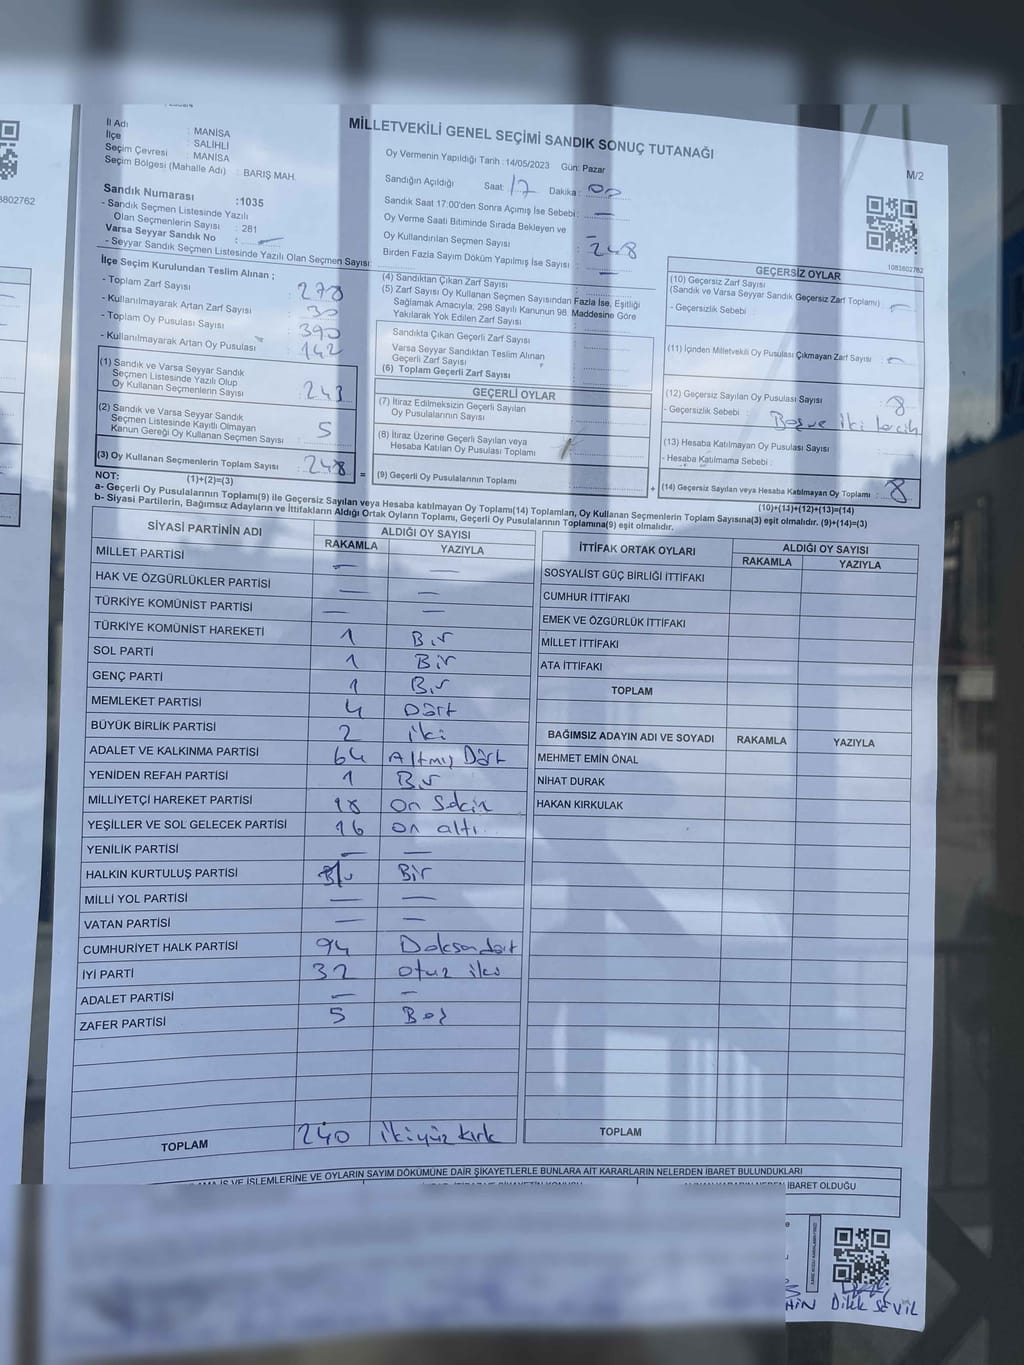 MİLLETVEKİLİ GENEL SEÇİMİ SANDIK SONUÇ TUTANAĞI
M/2
İl Adı : MANİSA
İlçe : SALİHLİ
Seçim Çevresi : MANİSA
Seçim Bölgesi (Mahalle Adı) : BARIŞ MAH.
Sandık Numarası :1035
- Sandık Seçmen Listesinde Yazılı
Olan Seçmenlerin Sayısı : 281
Varsa Seyyar Sandık No : —
- Seyyar Sandık Seçmen Listesinde Yazılı Olan Seçmen Sayısı:
Oy Vermenin Yapıldığı Tarih :14/05/2023 Gün: Pazar
Sandığın Açıldığı Saat: 17 Dakika: 00
Sandık Saat 17:00'den Sonra Açımış İse Sebebi: —
Oy Verme Saati Bitiminde Sırada Bekleyen ve
Oy Kullandırılan Seçmen Sayısı : —
Birden Fazla Sayım Döküm Yapılmış İse Sayısı : 248
3802762
1083802762
İlçe Seçim Kurulundan Teslim Alınan ;
- Toplam Zarf Sayısı : 278
- Kullanılmayarak Artan Zarf Sayısı : 30
- Toplam Oy Pusulası Sayısı : 390
- Kullanılmayarak Artan Oy Pusulası : 142
(1) Sandık ve Varsa Seyyar Sandık
Seçmen Listesinde Yazılı Olup
Oy Kullanan Seçmenlerin Sayısı : 243
(2) Sandık ve Varsa Seyyar Sandık
Seçmen Listesinde Kayıtlı Olmayan
Kanun Gereği Oy Kullanan Seçmen Sayısı : 5
(3) Oy Kullanan Seçmenlerin Toplam Sayısı : 248 =
(1)+(2)=(3)
(4) Sandıktan Çıkan Zarf Sayısı : —
(5) Zarf Sayısı Oy Kullanan Seçmen Sayısından Fazla İse, Eşitliği
Sağlamak Amacıyla; 298 Sayılı Kanunun 98. Maddesine Göre
Yakılarak Yok Edilen Zarf Sayısı
Sandıkta Çıkan Geçerli Zarf Sayısı
Varsa Seyyar Sandıktan Teslim Alınan
Geçerli Zarf Sayısı
(6) Toplam Geçerli Zarf Sayısı
GEÇERLİ OYLAR
(7) İtiraz Edilmeksizin Geçerli Sayılan
Oy Pusulalarının Sayısı
(8) İtiraz Üzerine Geçerli Sayılan veya
Hesaba Katılan Oy Pusulası Toplamı
(9) Geçerli Oy Pusulalarının Toplamı +
GEÇERSİZ OYLAR
(10) Geçersiz Zarf Sayısı
(Sandık ve Varsa Seyyar Sandık Geçersiz Zarf Toplamı)
- Geçersizlik Sebebi :
(11) İçinden Milletvekili Oy Pusulası Çıkmayan Zarf Sayısı :
(12) Geçersiz Sayılan Oy Pusulası Sayısı : 8
- Geçersizlik Sebebi : Boş ve iki tercih
(13) Hesaba Katılmayan Oy Pusulası Sayısı
- Hesaba Katılmama Sebebi :
(14) Geçersiz Sayılan veya Hesaba Katılmayan Oy Toplamı : 8
(10)+(11)+(12)+(13)=(14)
NOT:
a- Geçerli Oy Pusulalarının Toplamı(9) ile Geçersiz Sayılan veya Hesaba katılmayan Oy Toplamı(14) Toplamları, Oy Kullanan Seçmenlerin Toplam Sayısına(3) eşit olmalıdır. (9)+(14)=(3)
b- Siyasi Partilerin, Bağımsız Adayların ve İttifakların Aldığı Ortak Oyların Toplamı, Geçerli Oy Pusulalarının Toplamına(9) eşit olmalıdır.
SİYASİ PARTİNİN ADI ALDIĞI OY SAYISI
RAKAMLA YAZIYLA
MİLLET PARTİSİ — —
HAK VE ÖZGÜRLÜKLER PARTİSİ — —
TÜRKİYE KOMÜNİST PARTİSİ — —
TÜRKİYE KOMÜNİST HAREKETİ 1 Bir
SOL PARTİ 1 Bir
GENÇ PARTİ 1 Bir
MEMLEKET PARTİSİ 4 Dört
BÜYÜK BİRLİK PARTİSİ 2 iki
ADALET VE KALKINMA PARTİSİ 64 Altmış Dört
YENİDEN REFAH PARTİSİ 1 Bir
MİLLİYETÇİ HAREKET PARTİSİ 18 on sekiz
YEŞİLLER VE SOL GELECEK PARTİSİ 16 on altı
YENİLİK PARTİSİ — —
HALKIN KURTULUŞ PARTİSİ Bir
MİLLİ YOL PARTİSİ — —
VATAN PARTİSİ — —
CUMHURİYET HALK PARTİSİ 94 Doksandört
İYİ PARTİ 32 otuz iki
ADALET PARTİSİ — —
ZAFER PARTİSİ 5 Beş
TOPLAM 240 ikiyüz kırk
İTTİFAK ORTAK OYLARI ALDIĞI OY SAYISI
RAKAMLA YAZIYLA
SOSYALİST GÜÇ BİRLİĞİ İTTİFAKI
CUMHUR İTTİFAKI
EMEK VE ÖZGÜRLÜK İTTİFAKI
MİLLET İTTİFAKI
ATA İTTİFAKI
TOPLAM
BAĞIMSIZ ADAYIN ADI VE SOYADI RAKAMLA YAZIYLA
MEHMET EMİN ÖNAL
NİHAT DURAK
HAKAN KIRKULAK
TOPLAM
İŞ VE İŞLEMLERİNE VE OYLARIN SAYIM DÖKÜMÜNE DAİR ŞİKAYETLERLE BUNLARA AİT KARARLARIN NELERDEN İBARET BULUNDUKLARI
İBARET OLDUĞU
Dilek SEVİL